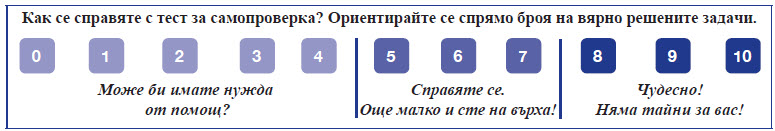 Как се справяте с тест за самопроверка? Ориентирайте се спрямо броя на вярно решените задачи.
0 1 2 3 4 5 6 7 8 9 10
Може би имате нужда
от помощ?
Справяте се.
Още малко и сте на върха!
Чудесно!
Няма тайни за вас!